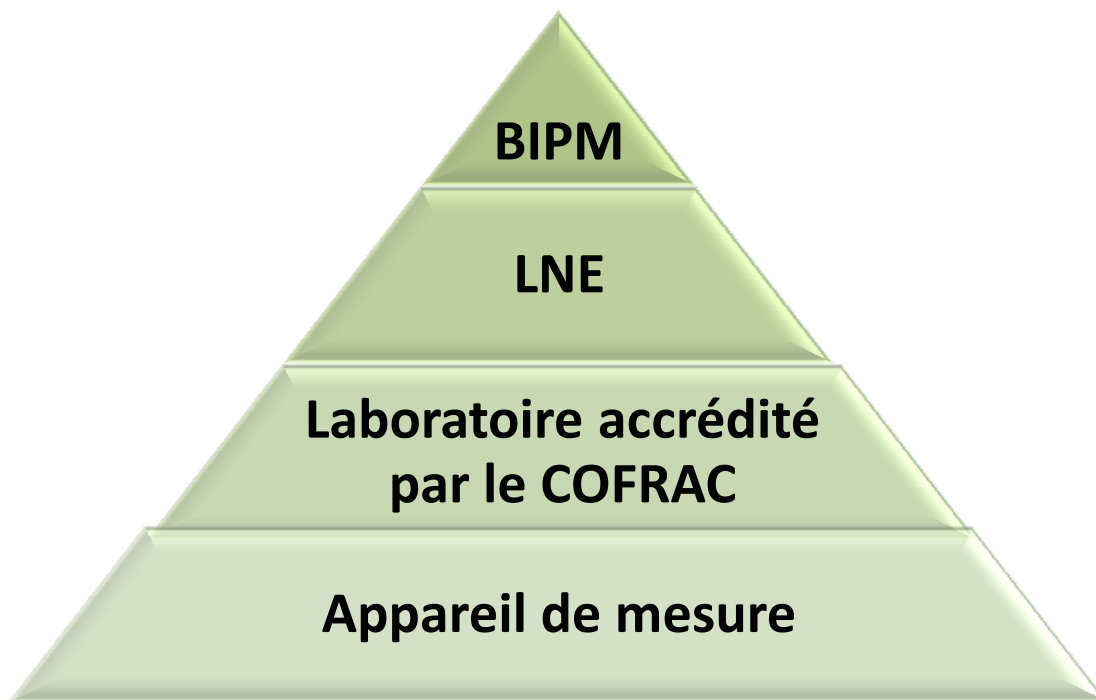 BIPM
LNE
Laboratoire accrédité
par le COFRAC
Appareil de mesure